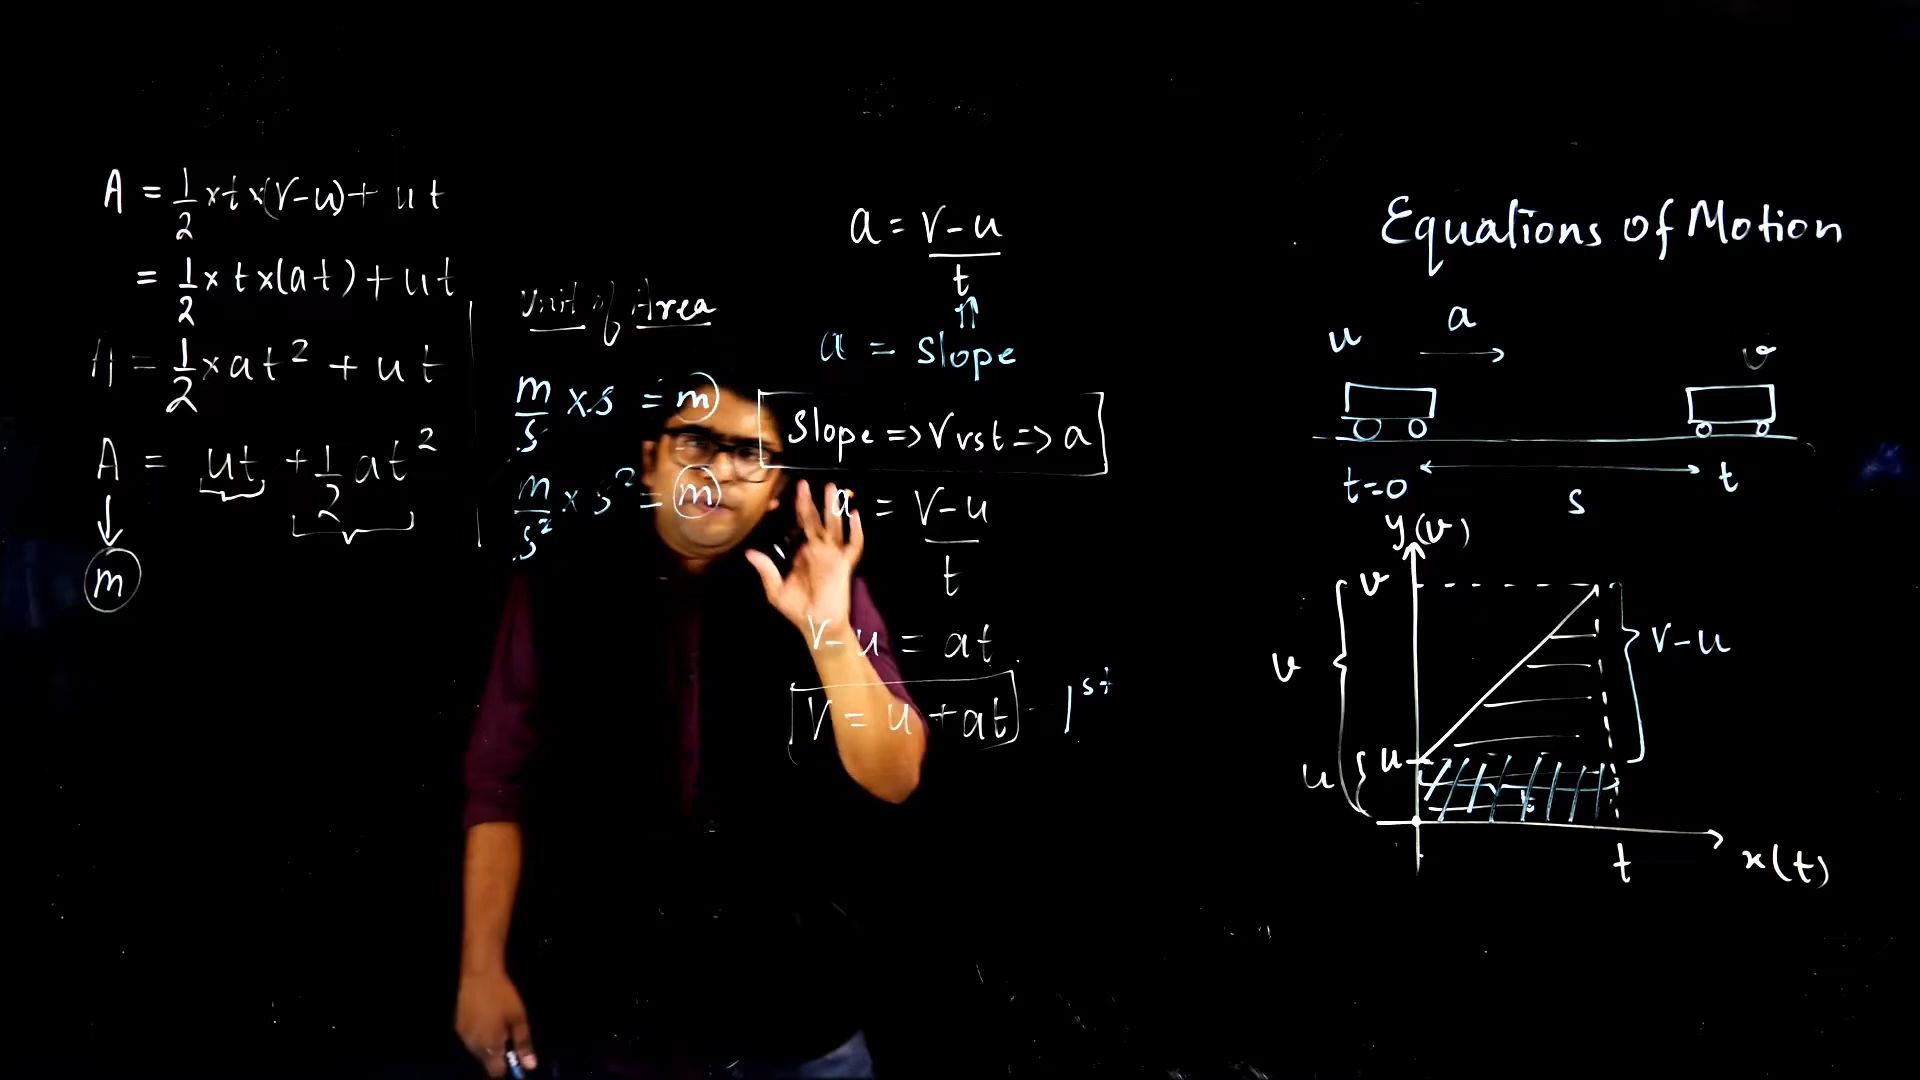 A = 1/2 × t × (V-u) + ut
= 1/2 × t × (at) + ut
A = 1/2 × at² + ut
A = ut + 1/2 at²
m
Unit of Area
m/s × s = m
m/s² × s² = m
a = V-u/t
a = slope
Slope => V vs t => a
a = V-u/t
V-u = at
V = u + at - 1st
Equations of Motion
u a v
t=0 s t
y(v)
v
v V-u
u u
t
t
x(t)